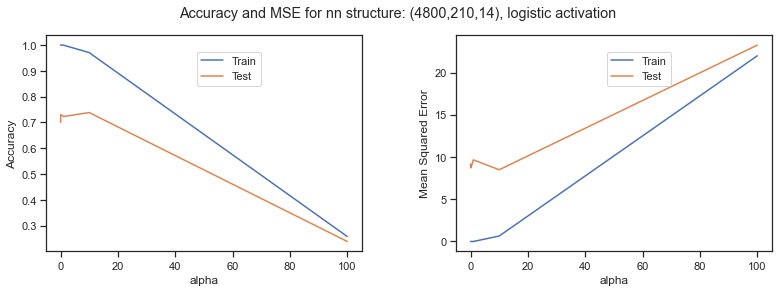 Accuracy and MSE for nn structure: (4800,210,14), logistic activation
1.0
0.9
0.8
0.7
0.6
0.5
0.4
0.3
Accuracy
0 20 40 60 80 100
alpha
Train
Test
20
15
10
5
0
Mean Squared Error
0 20 40 60 80 100
alpha
Train
Test